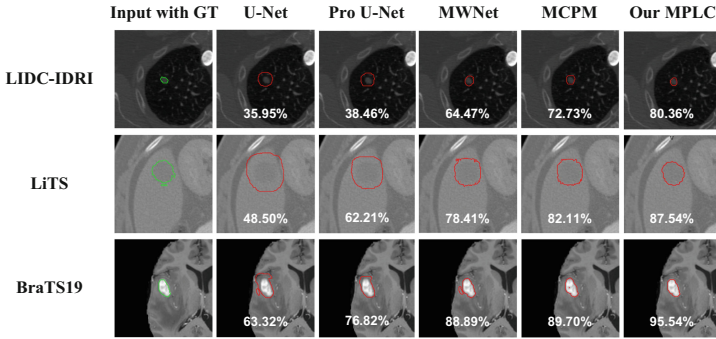 Input with GT U-Net Pro U-Net MWNet MCPM Our MPLC
LIDC-IDRI 35.95% 38.46% 64.47% 72.73% 80.36%
LiTS 48.50% 62.21% 78.41% 82.11% 87.54%
BraTS19 63.32% 76.82% 88.89% 89.70% 95.54%